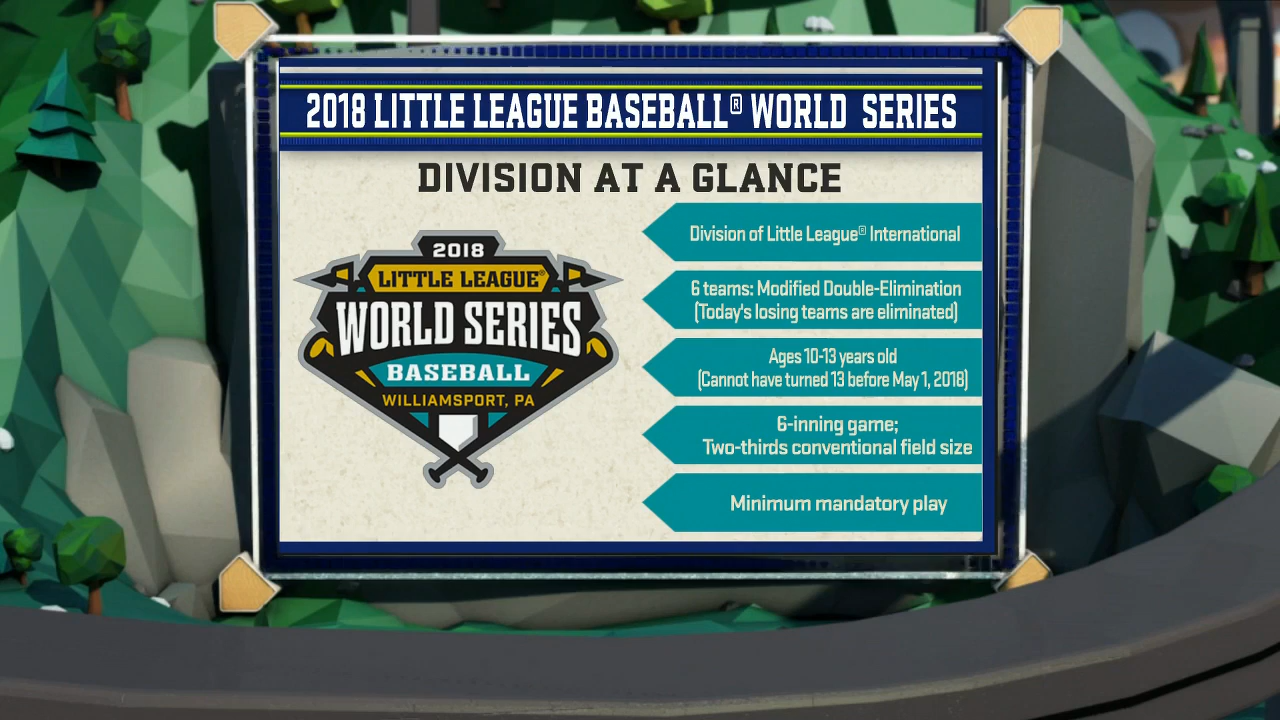 2018 LITTLE LEAGUE BASEBALL® WORLD SERIES
DIVISION AT A GLANCE
2018
LITTLE LEAGUE®
WORLD SERIES
BASEBALL
WILLIAMSPORT, PA
Division of Little League® International
6 teams: Modified Double-Elimination
(Today's losing teams are eliminated)
Ages 10-13 years old
(Cannot have turned 13 before May 1, 2018)
6-inning game;
Two-thirds conventional field size
Minimum mandatory play